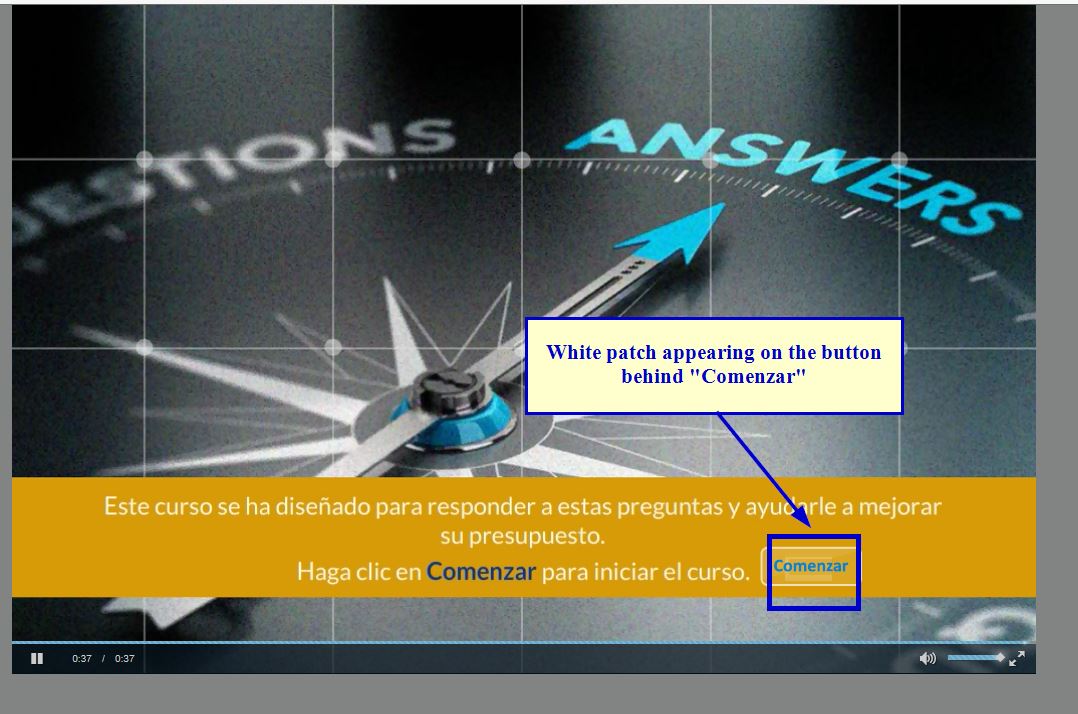 UESTIONS
ANSWERS
White patch appearing on the button
behind "Comenzar"
Este curso se ha diseñado para responder a estas preguntas y ayudarle a mejorar
su presupuesto.
Haga clic en Comenzar para iniciar el curso.
Comenzar
0:37 / 0:37